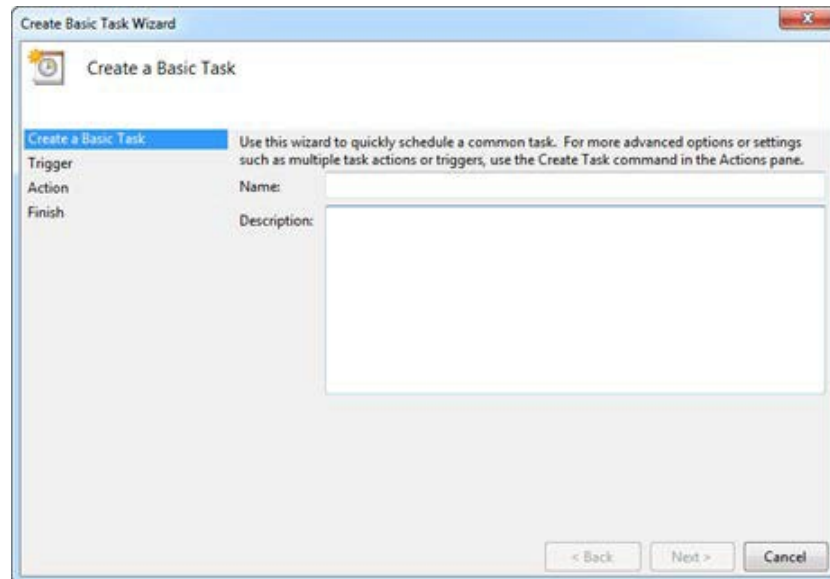 Create Basic Task Wizard
Create a Basic Task
Create a Basic Task
Trigger
Action
Finish
Use this wizard to quickly schedule a common task.  For more advanced options or settings
such as multiple task actions or triggers, use the Create Task command in the Actions pane.
Name:
Description:
< Back
Next >
Cancel